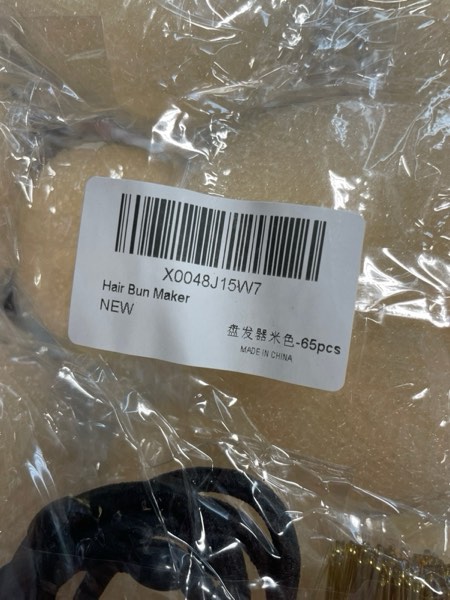 X0048J15W7
Hair Bun Maker
NEW
盘发器米色-65pcs
MADE IN CHINA